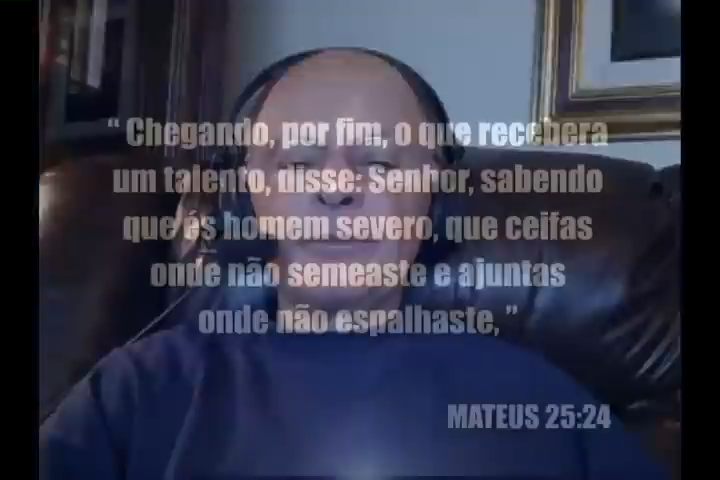 “ Chegando, por fim, o que recebera
um talento, disse: Senhor, sabendo
que és homem severo, que ceifas
onde não semeaste e ajuntas
onde não espalhaste, ”
MATEUS 25:24